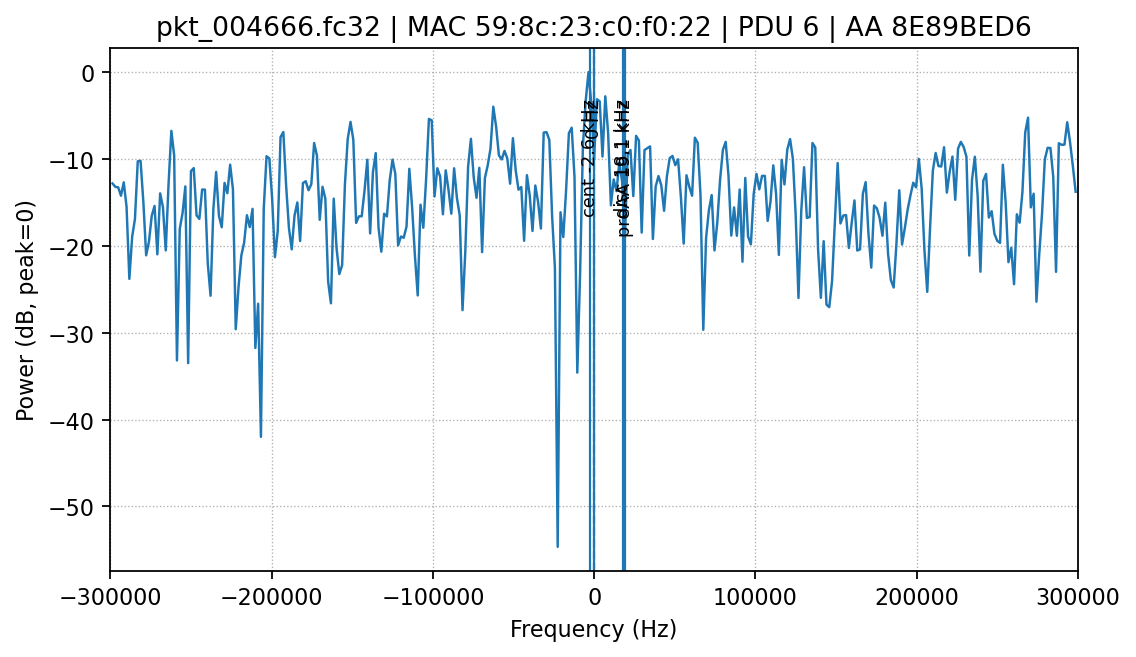 pkt_004666.fc32 | MAC 59:8c:23:c0:f0:22 | PDU 6 | AA 8E89BED6
Power (dB, peak=0)
0
−10
−20
−30
−40
−50
cent -2.6 kHz
kHz
−300000
−200000
−100000
0
100000
200000
300000
Frequency (Hz)